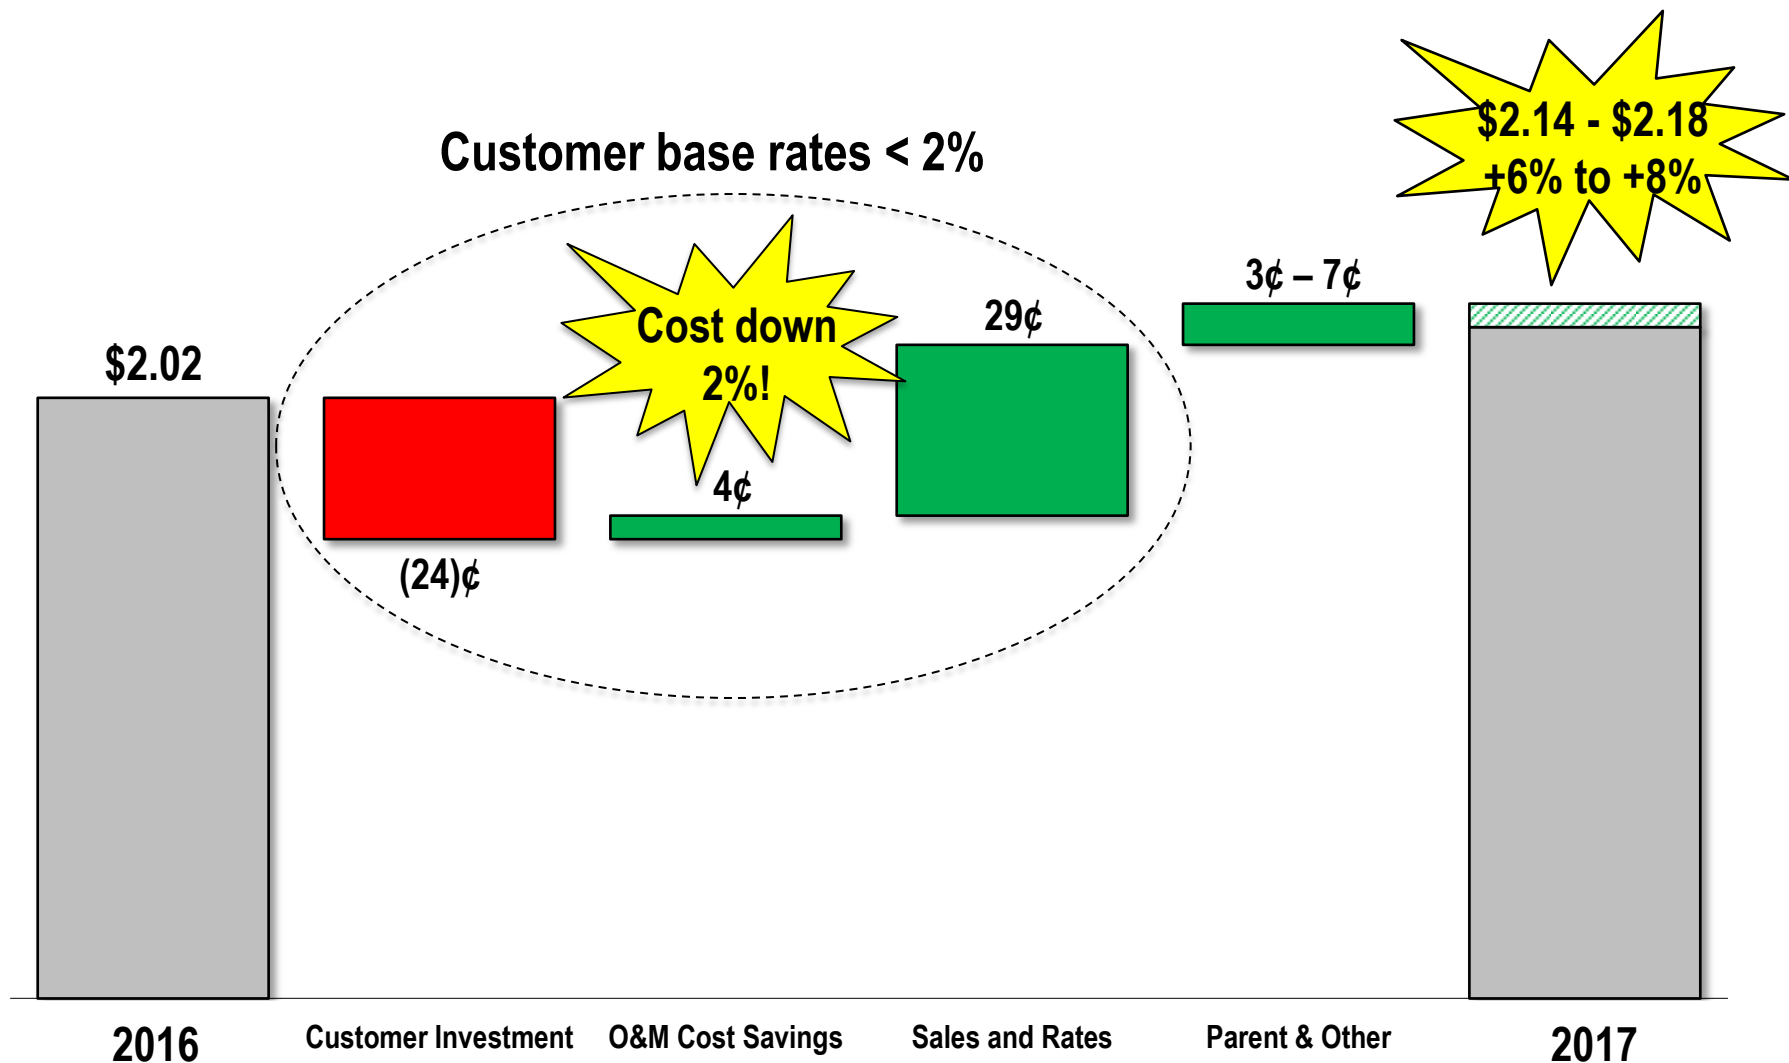 $2.14 - $2.18
+6% to +8%
Customer base rates < 2%
3¢ – 7¢
Cost down
2%!
29¢
$2.02
4¢
(24)¢
2016
Customer Investment
O&M Cost Savings
Sales and Rates
Parent & Other
2017